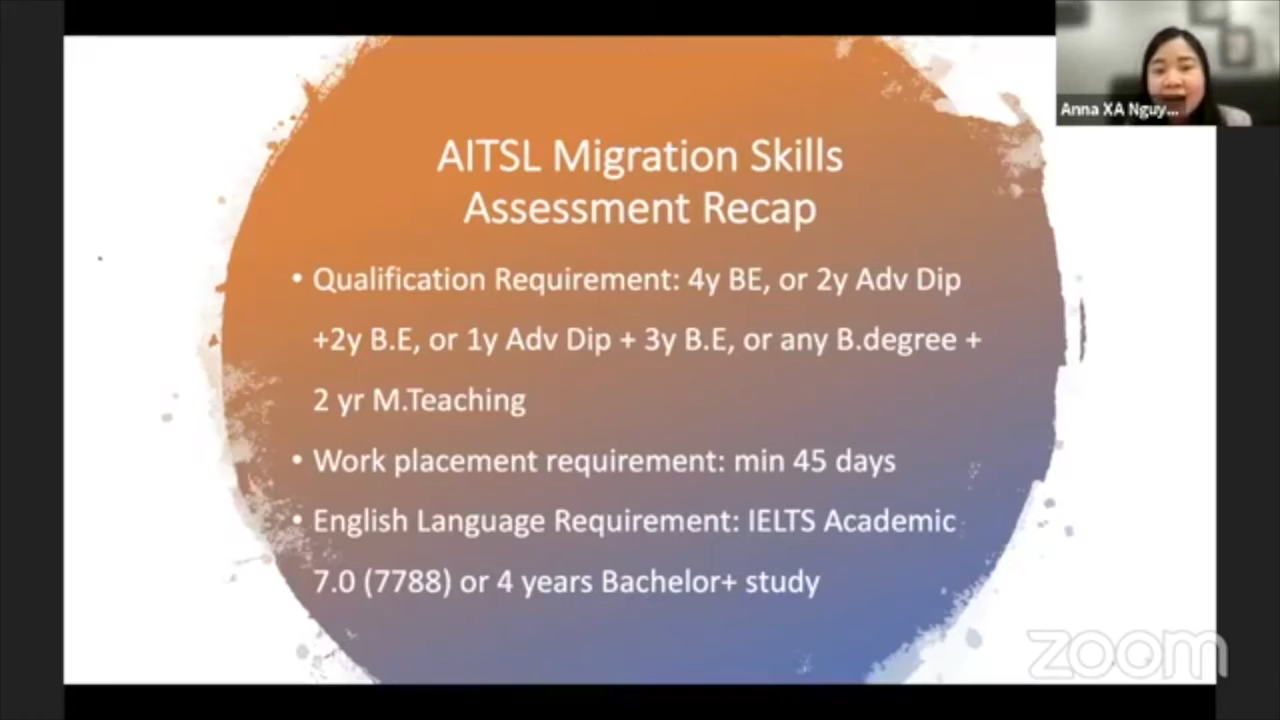 Anna XA Nguy...
AITSL Migration Skills
Assessment Recap
• Qualification Requirement: 4y BE, or 2y Adv Dip
+2y B.E, or 1y Adv Dip + 3y B.E, or any B.degree +
2 yr M.Teaching
• Work placement requirement: min 45 days
• English Language Requirement: IELTS Academic
7.0 (7788) or 4 years Bachelor+ study
zoom